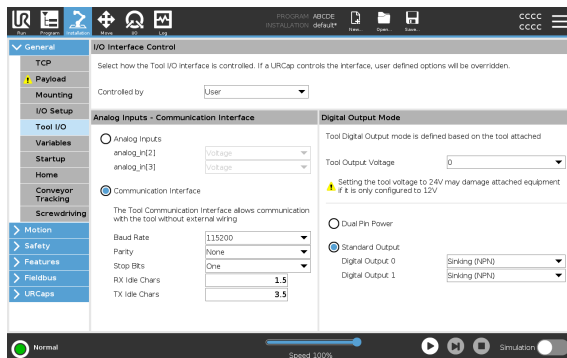 UR
PROGRAM ABCDE
INSTALLATION default*
CCCC
CCCC
Run Program Installation Move I/O Log New... Open... Save...
General
TCP
Payload
Mounting
I/O Setup
Tool I/O
Variables
Startup
Home
Conveyor
Tracking
Screwdriving
Motion
Safety
Features
Fieldbus
URCaps
I/O Interface Control
Select how the Tool I/O interface is controlled. If a URCap controls the interface, user defined options will be overridden.
Controlled by User
Analog Inputs - Communication Interface
Analog Inputs
analog_in[2] Voltage
analog_in[3] Voltage
Communication Interface
The Tool Communication Interface allows communication
with the tool without external wiring
Baud Rate 115200
Parity None
Stop Bits One
RX Idle Chars 1.5
TX Idle Chars 3.5
Digital Output Mode
Tool Digital Output mode is defined based on the tool attached
Tool Output Voltage 0
Setting the tool voltage to 24V may damage attached equipment
if it is only configured to 12V
Dual Pin Power
Standard Output
Digital Output 0 Sinking (NPN)
Digital Output 1 Sinking (NPN)
Normal
Speed 100%
Simulation